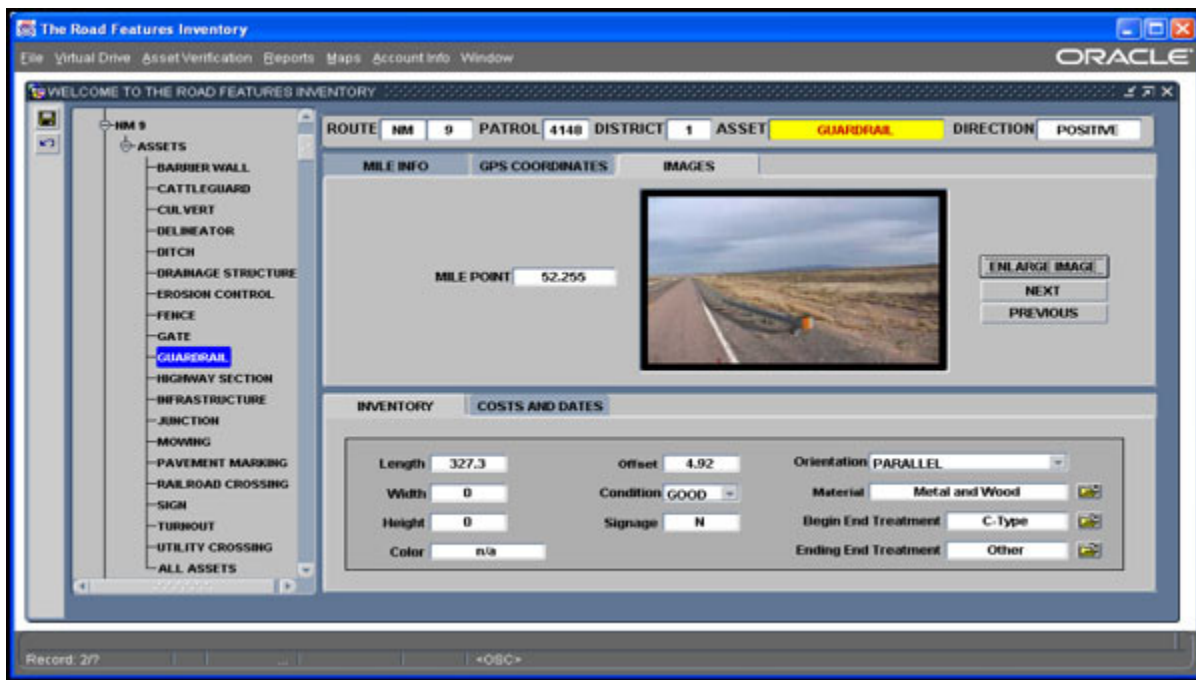 The Road Features Inventory
File Virtual Drive Asset Verification Reports Maps Account Info Window
ORACLE
WELCOME TO THE ROAD FEATURES INVENTORY
NM 9
ASSETS
BARRIER WALL
CATTLEGUARD
CULVERT
DELINEATOR
DITCH
DRAINAGE STRUCTURE
EROSION CONTROL
FENCE
GATE
GUARDRAIL
HIGHWAY SECTION
INFRASTRUCTURE
JUNCTION
MOWING
PAVEMENT MARKING
RAILROAD CROSSING
SIGN
TURNOUT
UTILITY CROSSING
ALL ASSETS
ROUTE NM 9 PATROL 4148 DISTRICT 1 ASSET GUARDRAIL DIRECTION POSITIVE
MILE INFO GPS COORDINATES IMAGES
MILE POINT 52.255
ENLARGE IMAGE
NEXT
PREVIOUS
INVENTORY COSTS AND DATES
Length 327.3 Offset 4.92 Orientation PARALLEL
Width 0 Condition GOOD Material Metal and Wood
Height 0 Signage N Begin End Treatment C-Type
Color n/a Ending End Treatment Other
Record: 2/? ... <OSC>